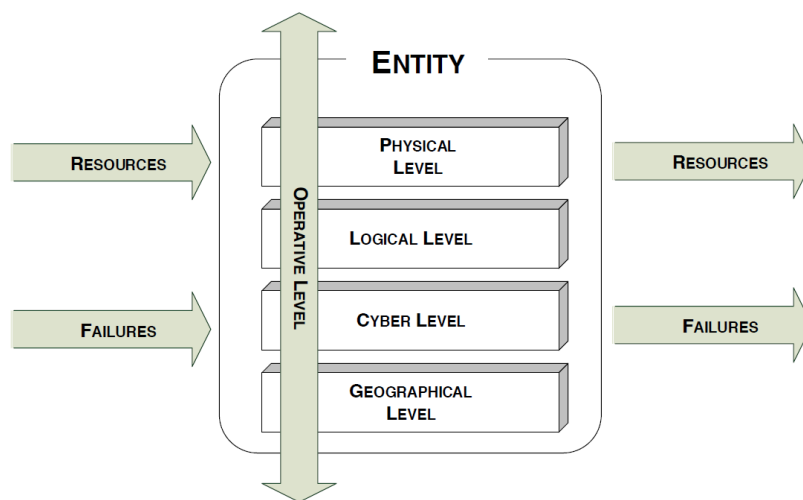 ENTITY
RESOURCES
PHYSICAL
LEVEL
RESOURCES
OPERATIVE LEVEL
LOGICAL LEVEL
FAILURES
CYBER LEVEL
FAILURES
GEOGRAPHICAL
LEVEL